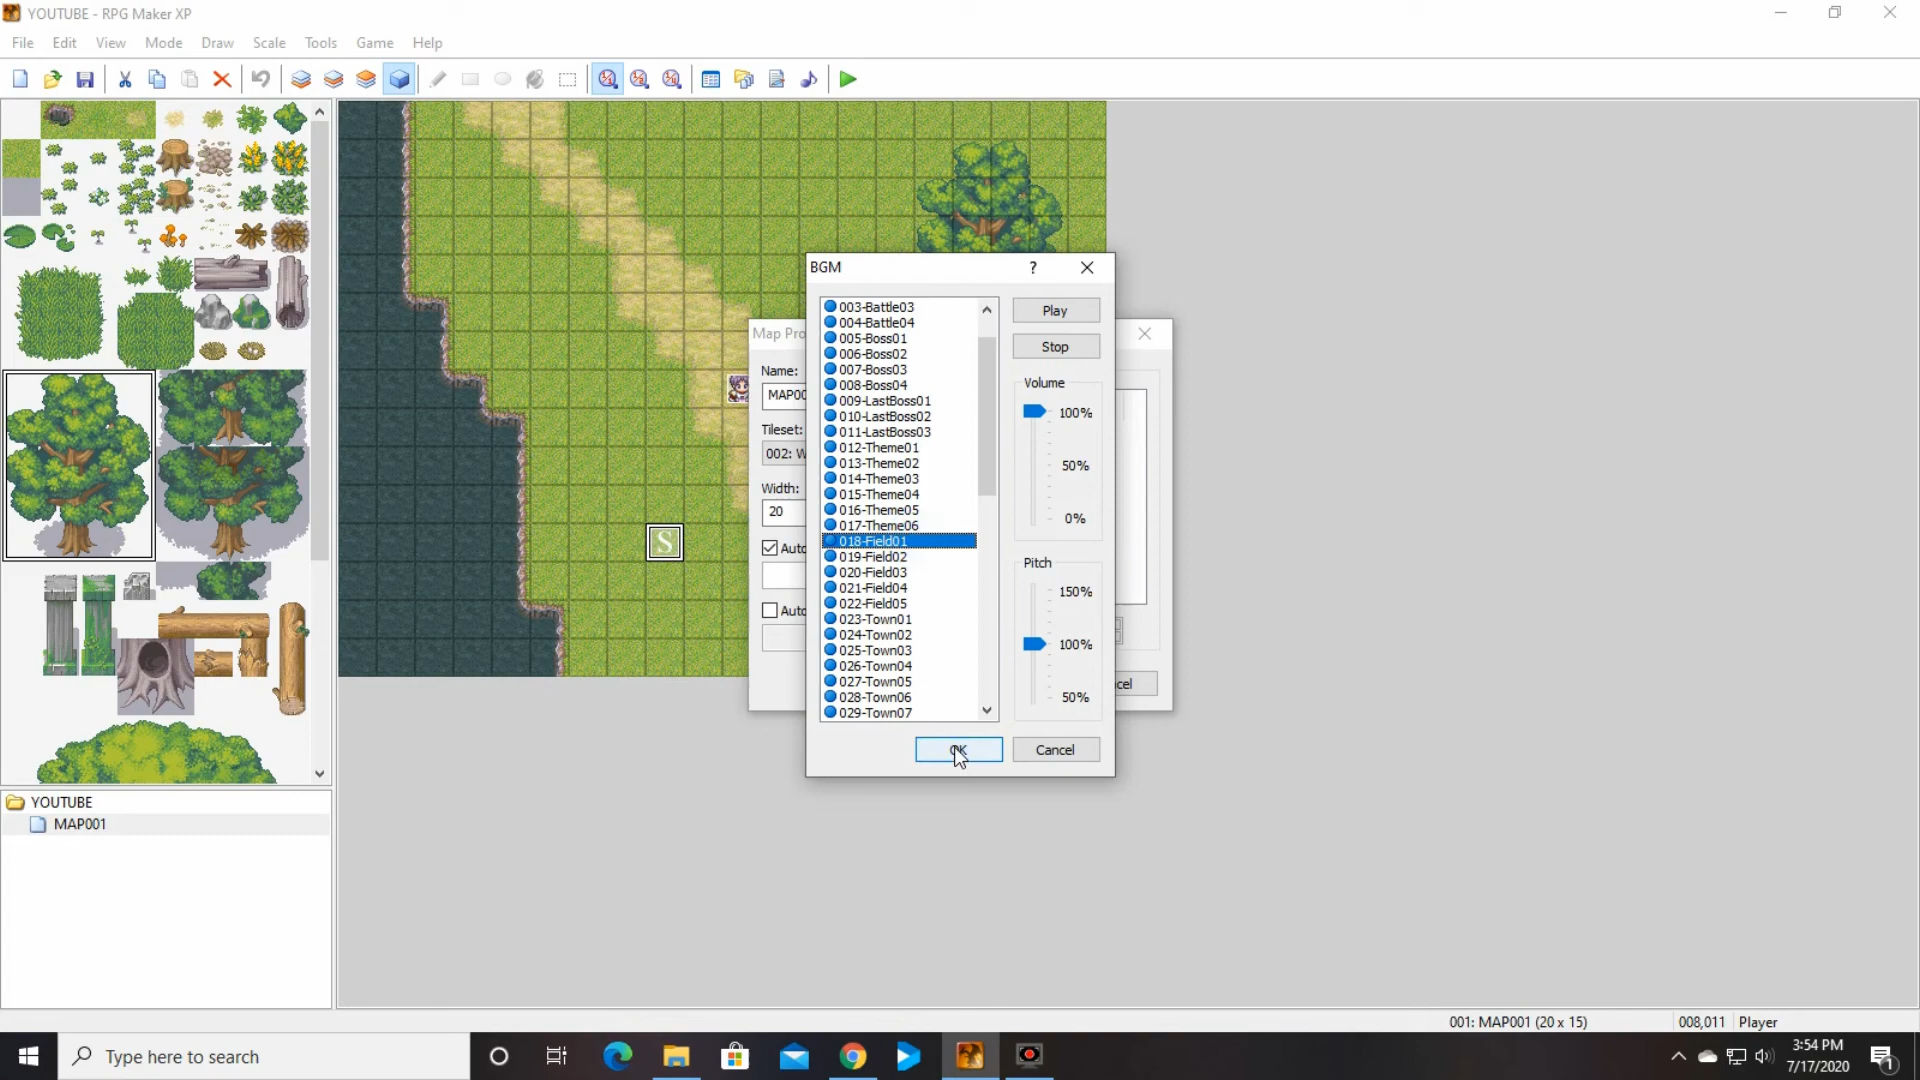 YOUTUBE - RPG Maker XP
File Edit View Mode Draw Scale Tools Game Help
BGM
?
003-Battle03
004-Battle04
005-Boss01
006-Boss02
007-Boss03
008-Boss04
009-LastBoss01
010-LastBoss02
011-LastBoss03
012-Theme01
013-Theme02
014-Theme03
015-Theme04
016-Theme05
017-Theme06
018-Field01
019-Field02
020-Field03
021-Field04
022-Field05
023-Town01
024-Town02
025-Town03
026-Town04
027-Town05
028-Town06
029-Town07
Play
Stop
Volume
100%
50%
0%
Pitch
150%
100%
50%
OK
Cancel
Map Pro
Name:
MAP00
Tileset:
002: W
Width:
20
Auto
Auto
cel
S
YOUTUBE
MAP001
001: MAP001 (20 x 15)
008,011
Player
Type here to search
3:54 PM
7/17/2020
1